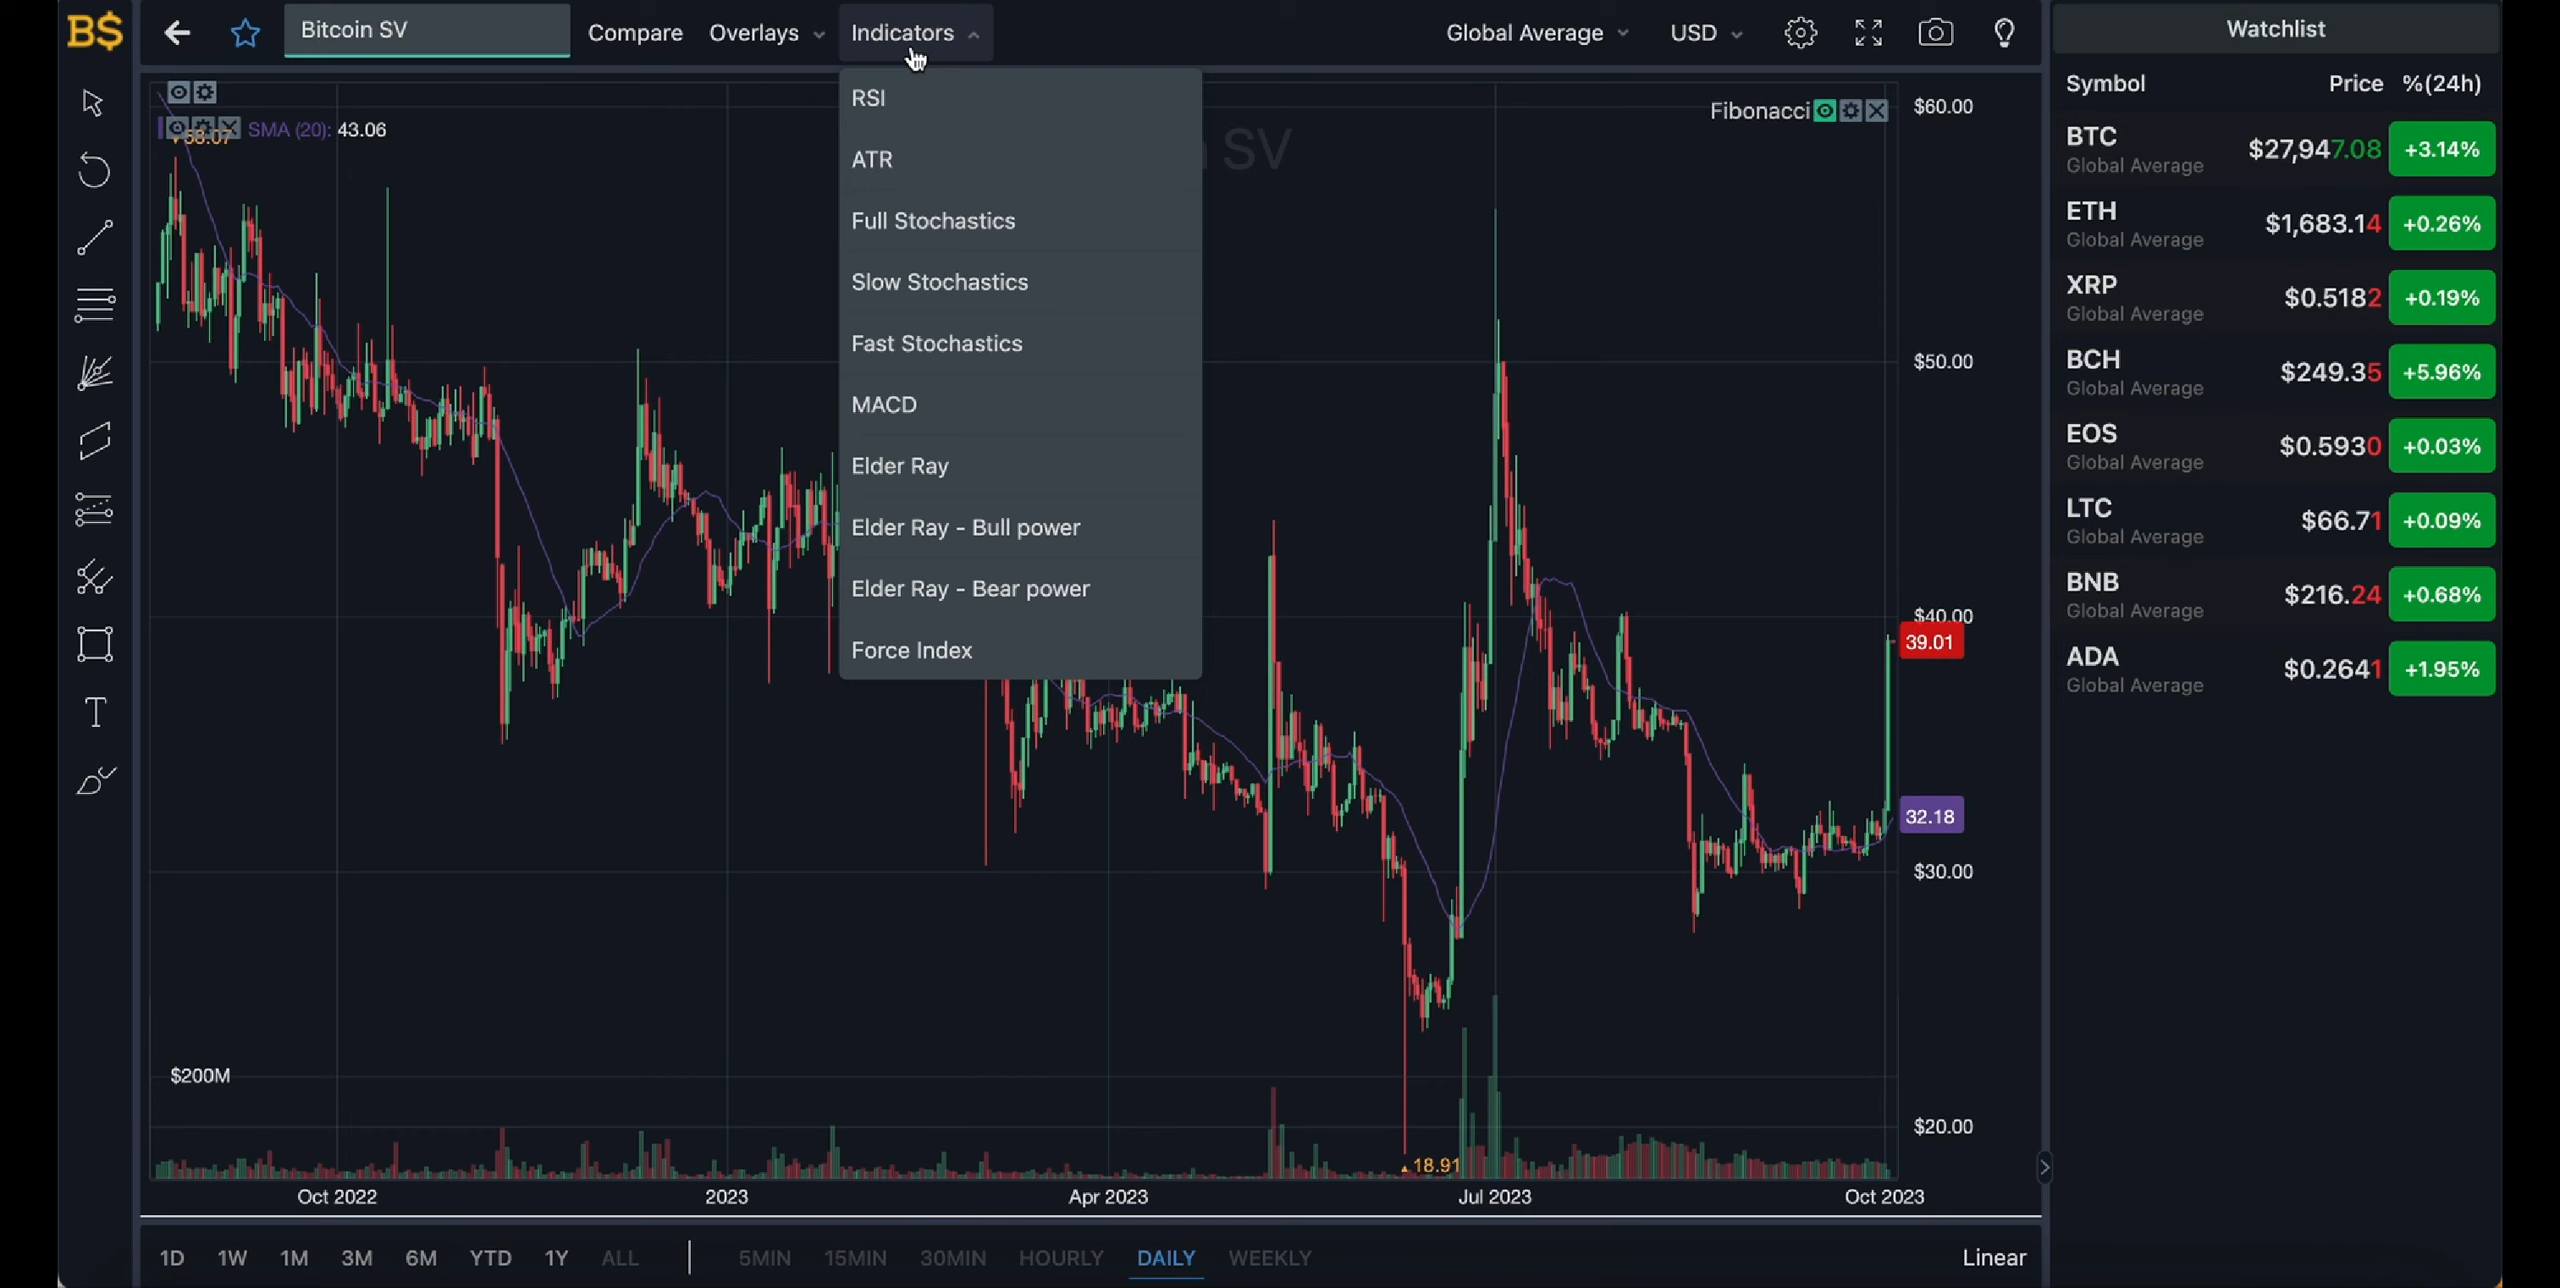 B$
Bitcoin SV
Compare
Overlays
Indicators
Global Average
USD
RSI
ATR
Full Stochastics
Slow Stochastics
Fast Stochastics
MACD
Elder Ray
Elder Ray - Bull power
Elder Ray - Bear power
Force Index
SMA (20): 43.06
58.07
SV
Fibonacci
$60.00
$50.00
$40.00
39.01
32.18
$30.00
$20.00
$200M
18.91
Oct 2022
2023
Apr 2023
Jul 2023
Oct 2023
1D 1W 1M 3M 6M YTD 1Y ALL
5MIN 15MIN 30MIN HOURLY DAILY WEEKLY
Linear
Watchlist
Symbol Price %(24h)
BTC $27,947.08 +3.14%
Global Average
ETH $1,683.14 +0.26%
Global Average
XRP $0.5182 +0.19%
Global Average
BCH $249.35 +5.96%
Global Average
EOS $0.5930 +0.03%
Global Average
LTC $66.71 +0.09%
Global Average
BNB $216.24 +0.68%
Global Average
ADA $0.2641 +1.95%
Global Average
T